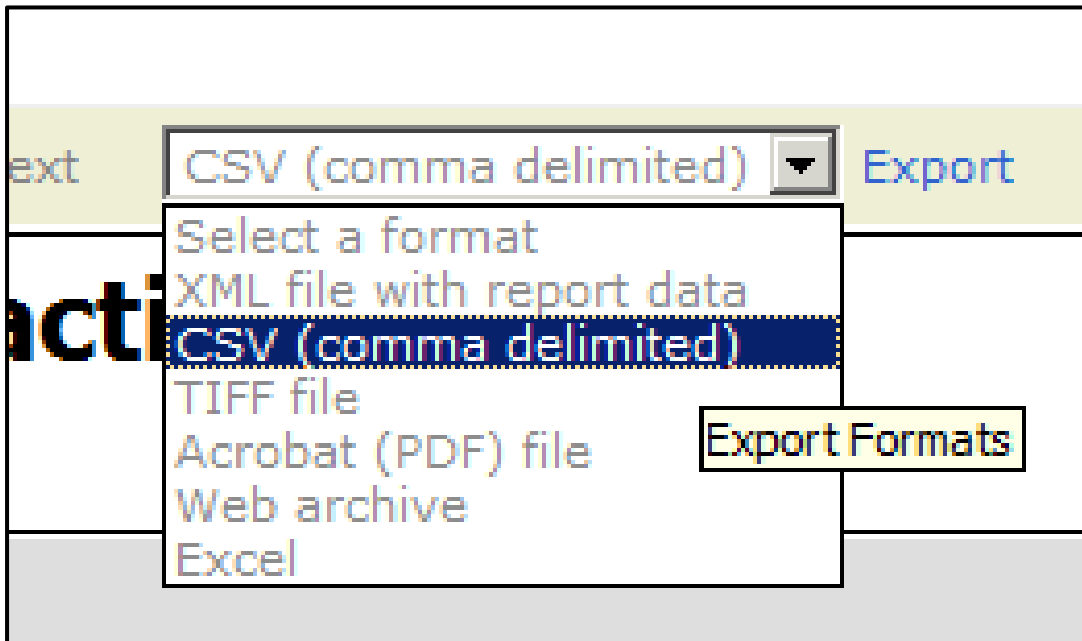 ext CSV (comma delimited) Export
Select a format
XML file with report data
acti
CSV (comma delimited)
TIFF file
Acrobat (PDF) file
Export Formats
Web archive
Excel